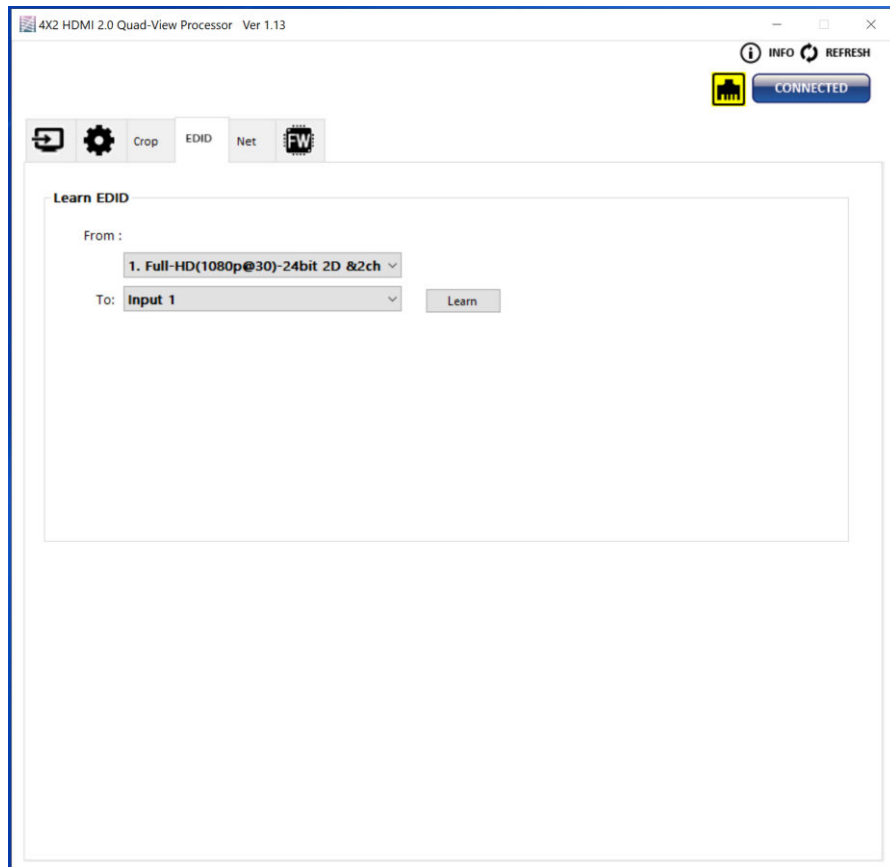 4X2 HDMI 2.0 Quad-View Processor Ver 1.13
INFO REFRESH
CONNECTED
Crop EDID Net FW
Learn EDID
From :
1. Full-HD(1080p@30)-24bit 2D &2ch
To: Input 1 Learn